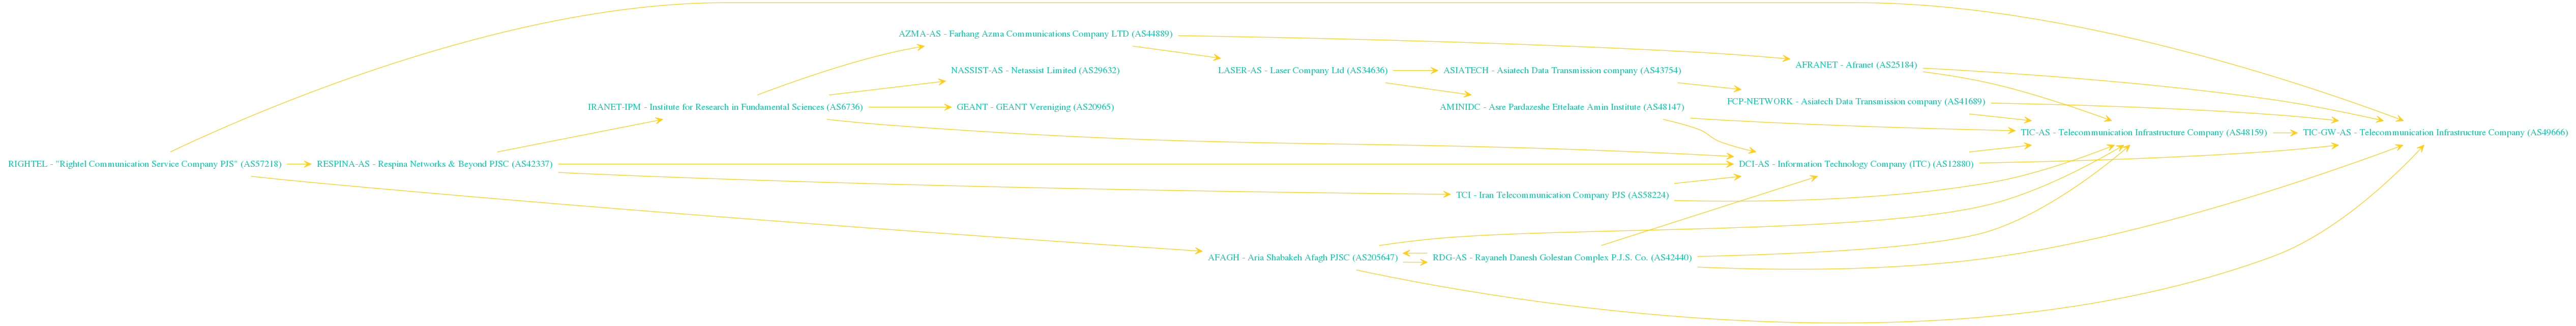 AZMA-AS - Farhang Azma Communications Company LTD (AS44889)
NASSIST-AS - Netassist Limited (AS29632)
LASER-AS - Laser Company Ltd (AS34636)
ASIATECH - Asiatech Data Transmission company (AS43754)
AFRANET - Afranet (AS25184)
IRANET-IPM - Institute for Research in Fundamental Sciences (AS6736)
GEANT - GEANT Vereniging (AS20965)
AMINIDC - Asre Pardazeshe Ettelaate Amin Institute (AS48147)
FCP-NETWORK - Asiatech Data Transmission company (AS41689)
TIC-AS - Telecommunication Infrastructure Company (AS48159)
TIC-GW-AS - Telecommunication Infrastructure Company (AS49666)
RIGHTEL - "Rightel Communication Service Company PJS" (AS57218)
RESPINA-AS - Respina Networks & Beyond PJSC (AS42337)
DCI-AS - Information Technology Company (ITC) (AS12880)
TCI - Iran Telecommunication Company PJS (AS58224)
AFAGH - Aria Shabakeh Afagh PJSC (AS205647)
RDG-AS - Rayaneh Danesh Golestan Complex P.J.S. Co. (AS42440)